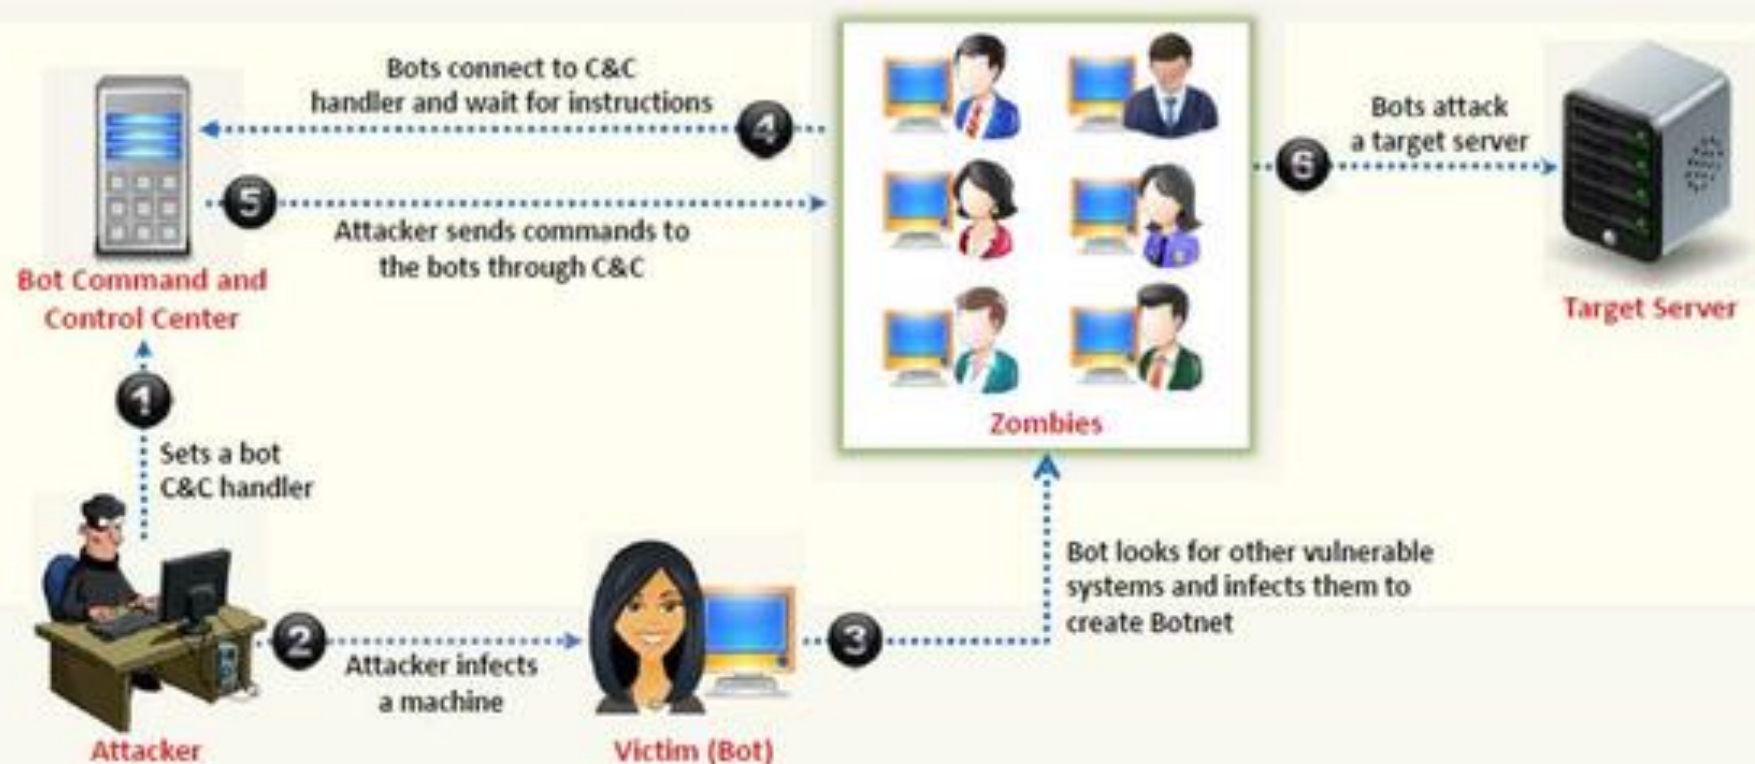 Bots connect to C&C
handler and wait for instructions
4
5
Attacker sends commands to
the bots through C&C
Bot Command and
Control Center
1
Sets a bot
C&C handler
Attacker
2
Attacker infects
a machine
Victim (Bot)
3
Bot looks for other vulnerable
systems and infects them to
create Botnet
Zombies
6
Bots attack
a target server
Target Server